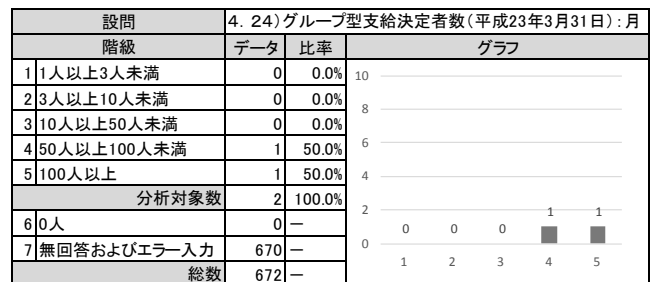 設問 4. 24)グループ型支給決定者数(平成23年3月31日):月
階級 データ 比率 グラフ
1 1人以上3人未満 0 0.0%
2 3人以上10人未満 0 0.0%
3 10人以上50人未満 0 0.0%
4 50人以上100人未満 1 50.0%
5 100人以上 1 50.0%
分析対象数 2 100.0%
6 0人 0 －
7 無回答およびエラー入力 670 －
総数 672 －
10
8
6
4
2
0
0 0 0 1 1
1 2 3 4 5